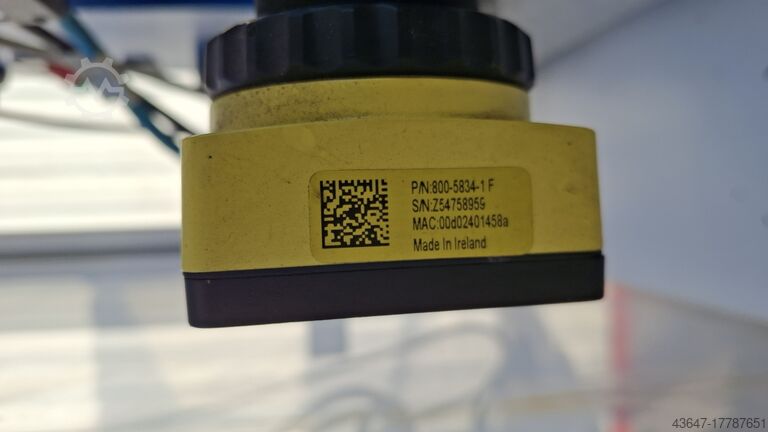 P/N:800-5834-1 F
S/N:Z54758959
MAC:00d02401458a
Made In Ireland
43647-17787651